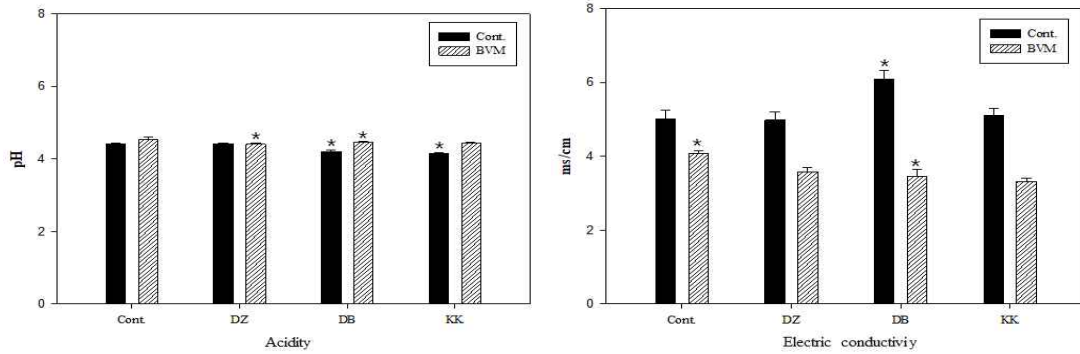 8
6
4
2
0
pH
Cont.
BVM
*
*
*
*
Cont.
DZ
DB
KK
Acidity
8
6
4
2
0
ms/cm
Cont.
BVM
*
*
*
Cont.
DZ
DB
KK
Electric conductiviy